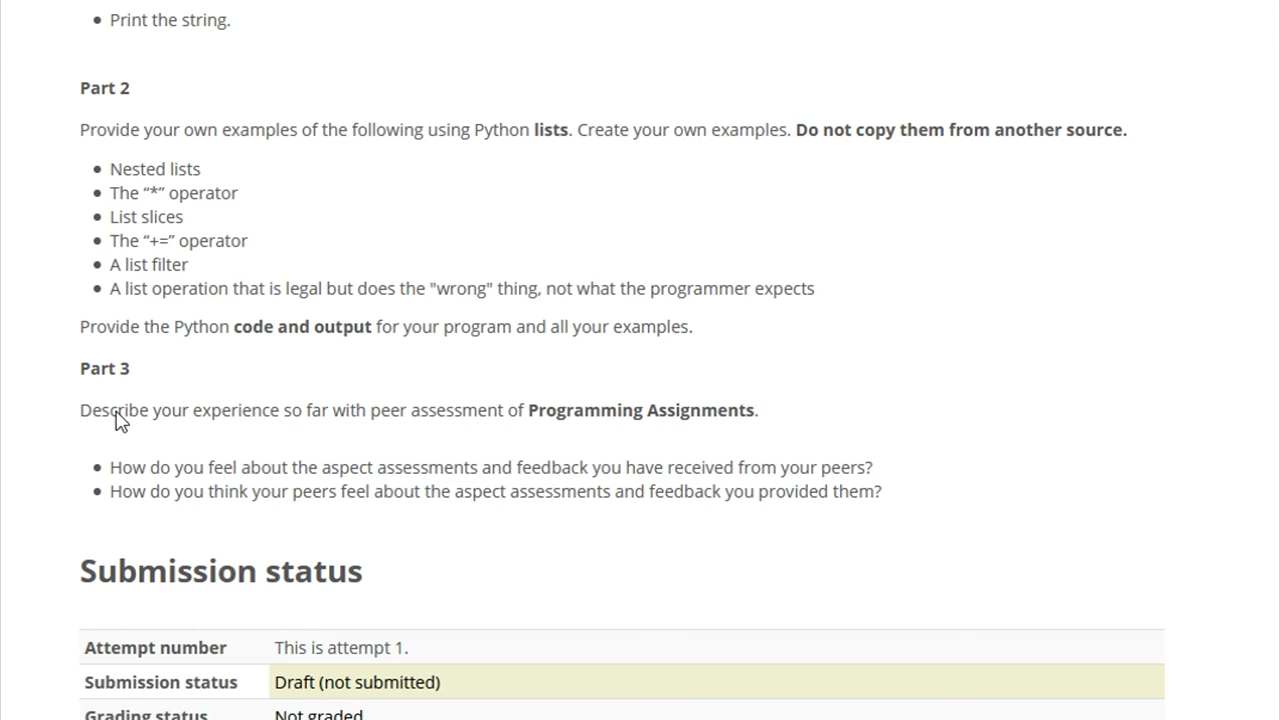 • Print the string.
Part 2
Provide your own examples of the following using Python lists. Create your own examples. Do not copy them from another source.
• Nested lists
• The “*” operator
• List slices
• The “+=” operator
• A list filter
• A list operation that is legal but does the "wrong" thing, not what the programmer expects
Provide the Python code and output for your program and all your examples.
Part 3
Describe your experience so far with peer assessment of Programming Assignments.
• How do you feel about the aspect assessments and feedback you have received from your peers?
• How do you think your peers feel about the aspect assessments and feedback you provided them?
Submission status
Attempt number This is attempt 1.
Submission status Draft (not submitted)
Grading status Not graded